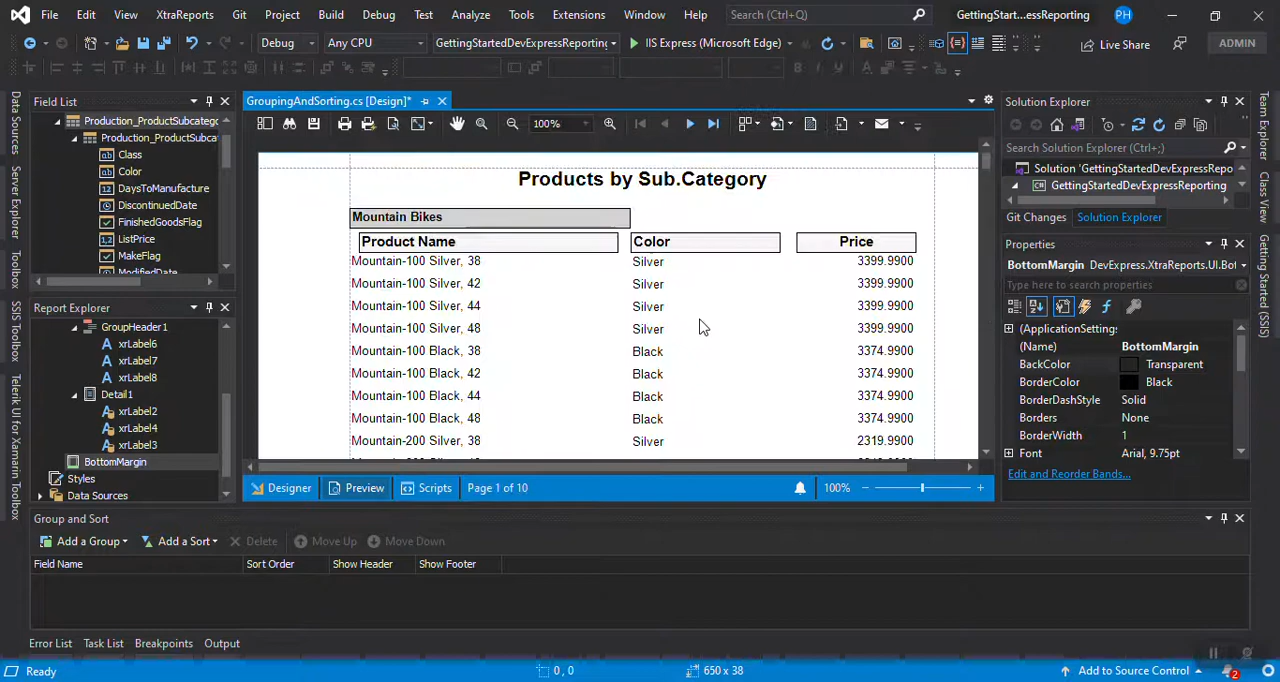 File Edit View XtraReports Git Project Build Debug Test Analyze Tools Extensions Window Help Search (Ctrl+Q) GettingStart...essReporting PH
Debug Any CPU GettingStartedDevExpressReporting IIS Express (Microsoft Edge) Live Share ADMIN
Data Sources
Server Explorer
Toolbox
SSIS Toolbox
Telerik UI for Xamarin Toolbox
Field List
Production_ProductSubcatego
Production_ProductSubcat
Class
Color
DaysToManufacture
DiscontinuedDate
FinishedGoodsFlag
ListPrice
MakeFlag
ModifiedDate
Report Explorer
GroupHeader1
xrLabel6
xrLabel7
xrLabel8
Detail1
xrLabel2
xrLabel4
xrLabel3
BottomMargin
Styles
Data Sources
GroupingAndSorting.cs [Design]*
100%
Products by Sub.Category
Mountain Bikes
Product Name Color Price
Mountain-100 Silver, 38 Silver 3399.9900
Mountain-100 Silver, 42 Silver 3399.9900
Mountain-100 Silver, 44 Silver 3399.9900
Mountain-100 Silver, 48 Silver 3399.9900
Mountain-100 Black, 38 Black 3374.9900
Mountain-100 Black, 42 Black 3374.9900
Mountain-100 Black, 44 Black 3374.9900
Mountain-100 Black, 48 Black 3374.9900
Mountain-200 Silver, 38 Silver 2319.9900
Designer Preview Scripts Page 1 of 10 100%
Solution Explorer
Search Solution Explorer (Ctrl+;)
Solution 'GettingStartedDevExpressRepo
GettingStartedDevExpressReporting
Git Changes Solution Explorer
Properties
BottomMargin DevExpress.XtraReports.UI.Bot
Type here to search properties
(ApplicationSetting:
(Name) BottomMargin
BackColor Transparent
BorderColor Black
BorderDashStyle Solid
Borders None
BorderWidth 1
Font Arial, 9.75pt
Edit and Reorder Bands...
Team Explorer
Class View
Getting Started (SSIS)
Group and Sort
Add a Group Add a Sort Delete Move Up Move Down
Field Name Sort Order Show Header Show Footer
Error List Task List Breakpoints Output
Ready 0 , 0 650 x 38 Add to Source Control 2